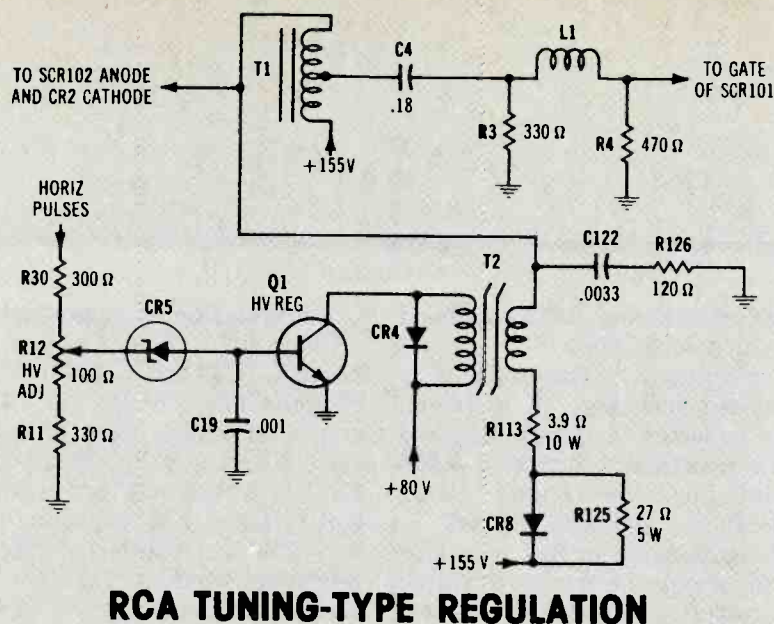 T1
C4
.18
L1
TO SCR102 ANODE
AND CR2 CATHODE
TO GATE
OF SCR101
R3
330 Ω
R4
470 Ω
+155V
HORIZ
PULSES
R30
300 Ω
CR5
Q1
HV REG
T2
C122
.0033
R126
120 Ω
R12
HV
ADJ
100 Ω
CR4
C19
.001
R11
330 Ω
R113
3.9 Ω
10 W
+80 V
CR8
R125
27 Ω
5 W
+155 V
RCA TUNING-TYPE REGULATION